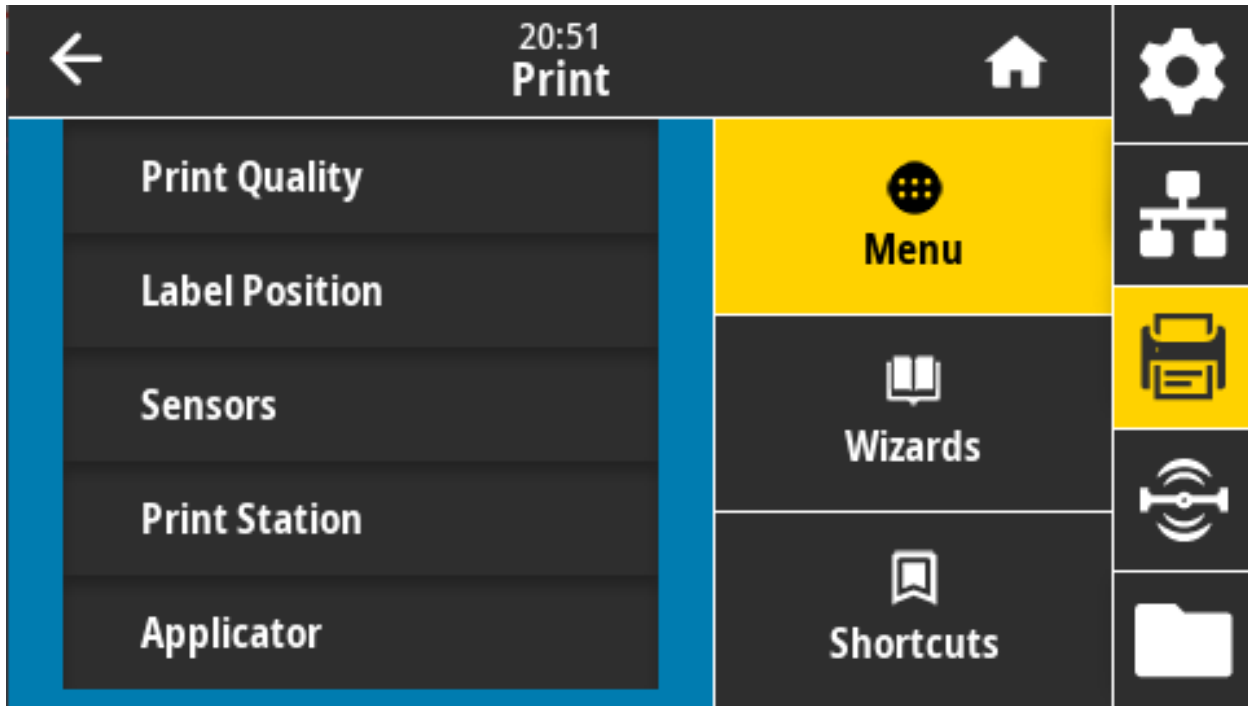 20:51
Print
Print Quality
Label Position
Sensors
Print Station
Applicator
Menu
Wizards
Shortcuts